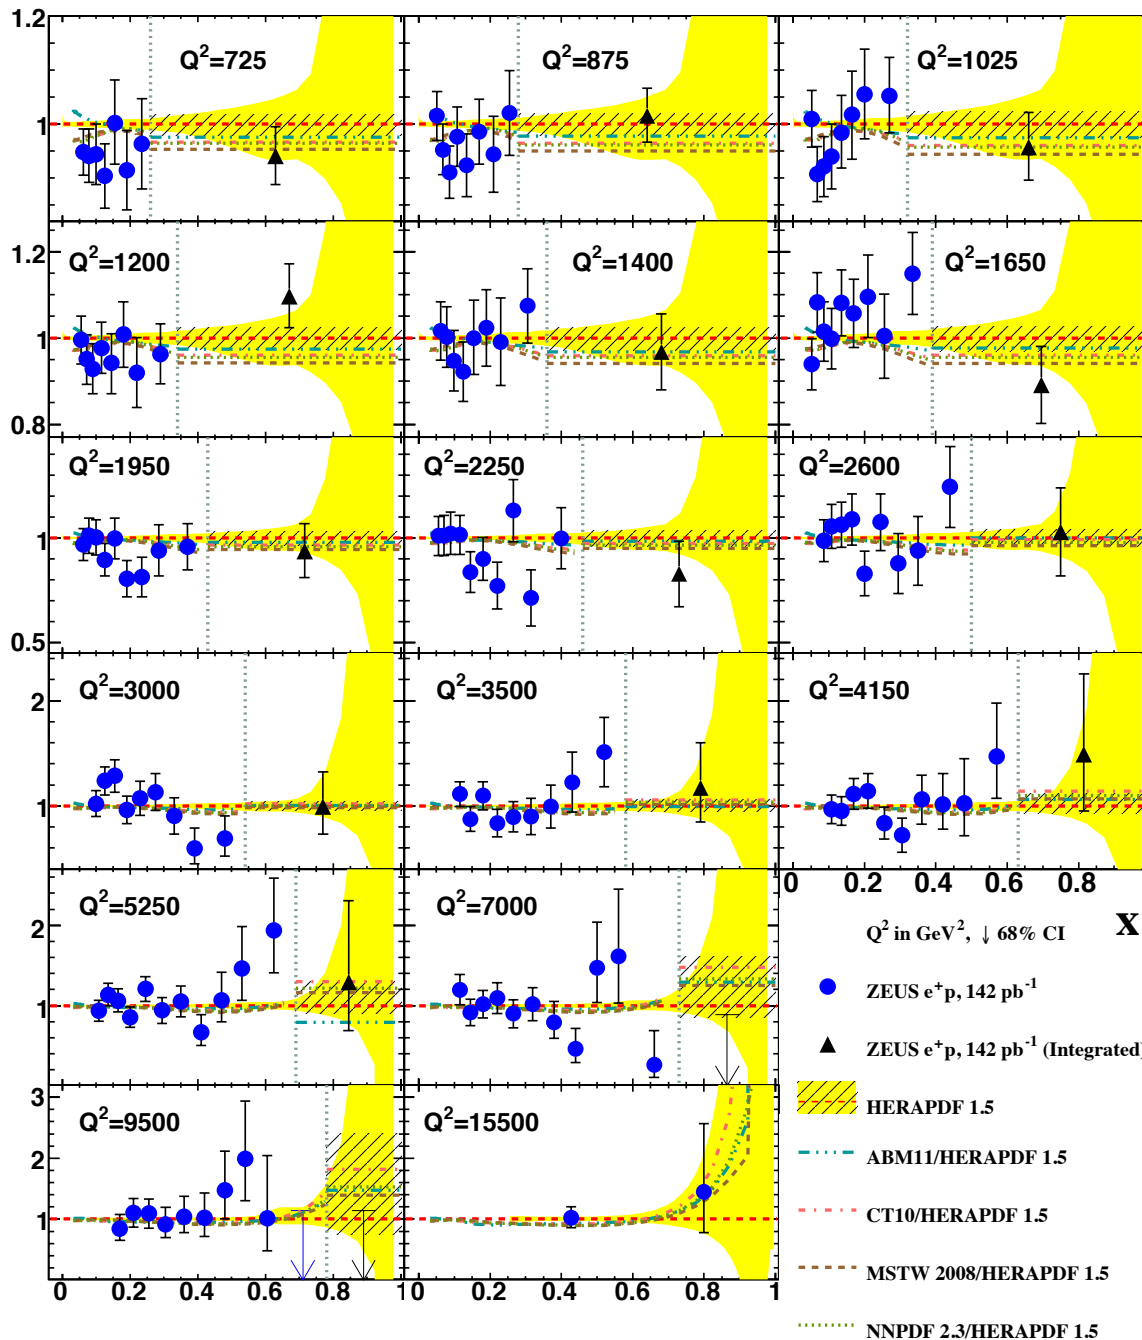 1.2
Q²=725
Q²=875
Q²=1025
1
1.2
Q²=1200
Q²=1400
Q²=1650
1
0.8
Q²=1950
Q²=2250
Q²=2600
1
0.5
Q²=3000
Q²=3500
Q²=4150
2
1
0 0.2 0.4 0.6 0.8
x
Q²=5250
Q²=7000
2
1
Q² in GeV², ↓ 68% CI
ZEUS e⁺p, 142 pb⁻¹
ZEUS e⁺p, 142 pb⁻¹ (Integrated)
HERAPDF 1.5
ABM11/HERAPDF 1.5
CT10/HERAPDF 1.5
MSTW 2008/HERAPDF 1.5
NNPDF 2.3/HERAPDF 1.5
3
Q²=9500
Q²=15500
2
1
0 0.2 0.4 0.6 0.8 1
0 0.2 0.4 0.6 0.8 1